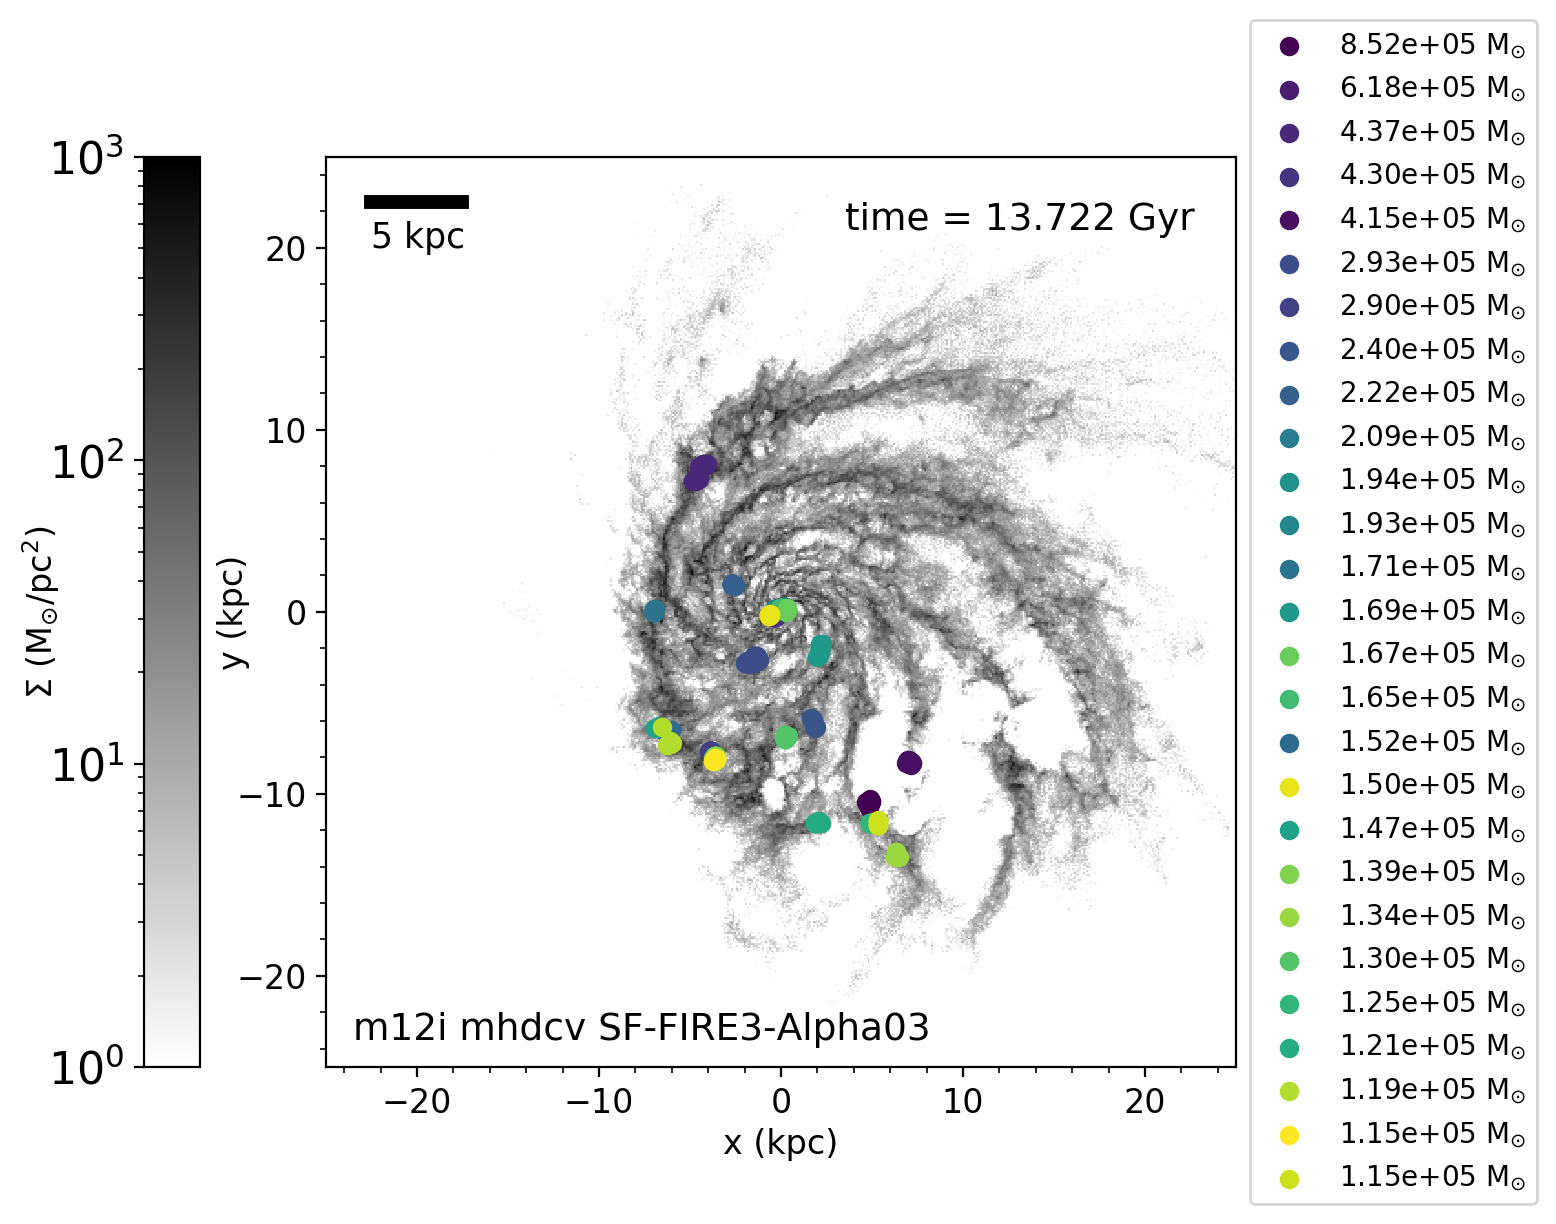 10³
10²
10¹
10⁰
Σ (M⊙/pc²)
y (kpc)
20
10
0
−10
−20
5 kpc
time = 13.722 Gyr
m12i mhdcv SF-FIRE3-Alpha03
−20 −10 0 10 20
x (kpc)
8.52e+05 M⊙
6.18e+05 M⊙
4.37e+05 M⊙
4.30e+05 M⊙
4.15e+05 M⊙
2.93e+05 M⊙
2.90e+05 M⊙
2.40e+05 M⊙
2.22e+05 M⊙
2.09e+05 M⊙
1.94e+05 M⊙
1.93e+05 M⊙
1.71e+05 M⊙
1.69e+05 M⊙
1.67e+05 M⊙
1.65e+05 M⊙
1.52e+05 M⊙
1.50e+05 M⊙
1.47e+05 M⊙
1.39e+05 M⊙
1.34e+05 M⊙
1.30e+05 M⊙
1.25e+05 M⊙
1.21e+05 M⊙
1.19e+05 M⊙
1.15e+05 M⊙
1.15e+05 M⊙